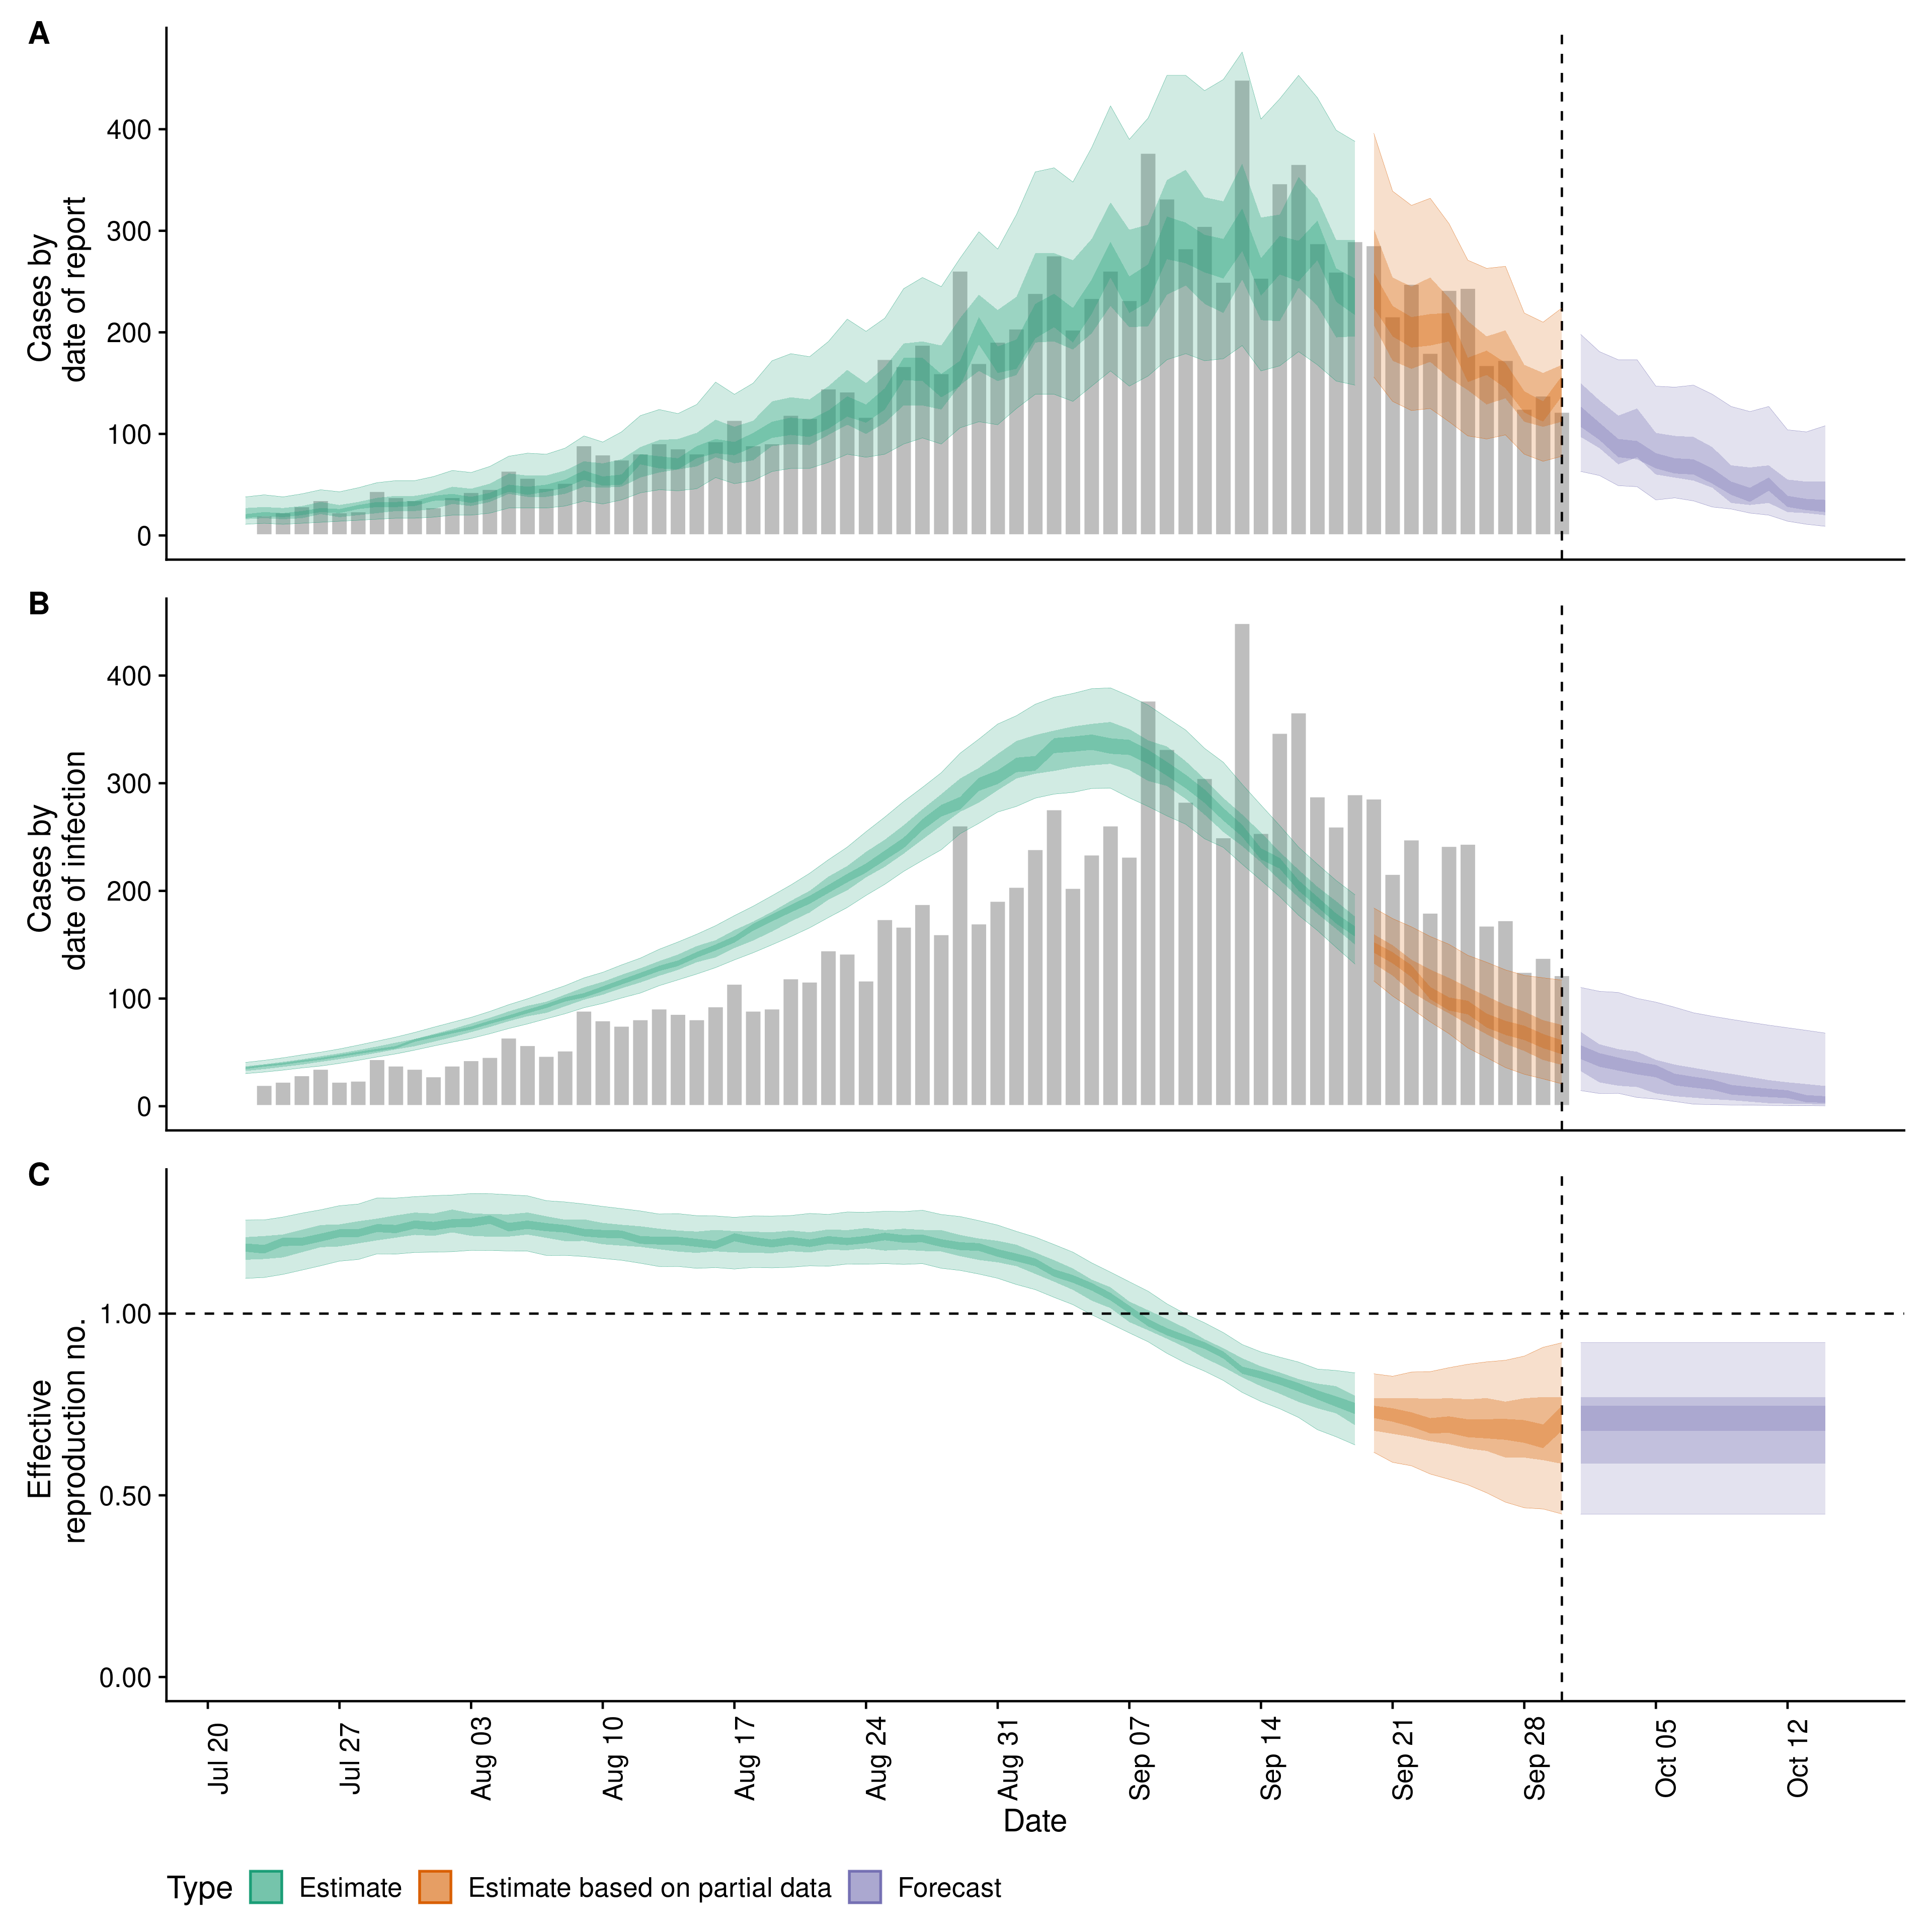 A
Cases by
date of report
400
300
200
100
0
B
Cases by
date of infection
400
300
200
100
0
C
Effective
reproduction no.
1.00
0.50
0.00
Jul 20
Jul 27
Aug 03
Aug 10
Aug 17
Aug 24
Aug 31
Sep 07
Sep 14
Sep 21
Sep 28
Oct 05
Oct 12
Date
Type Estimate Estimate based on partial data Forecast